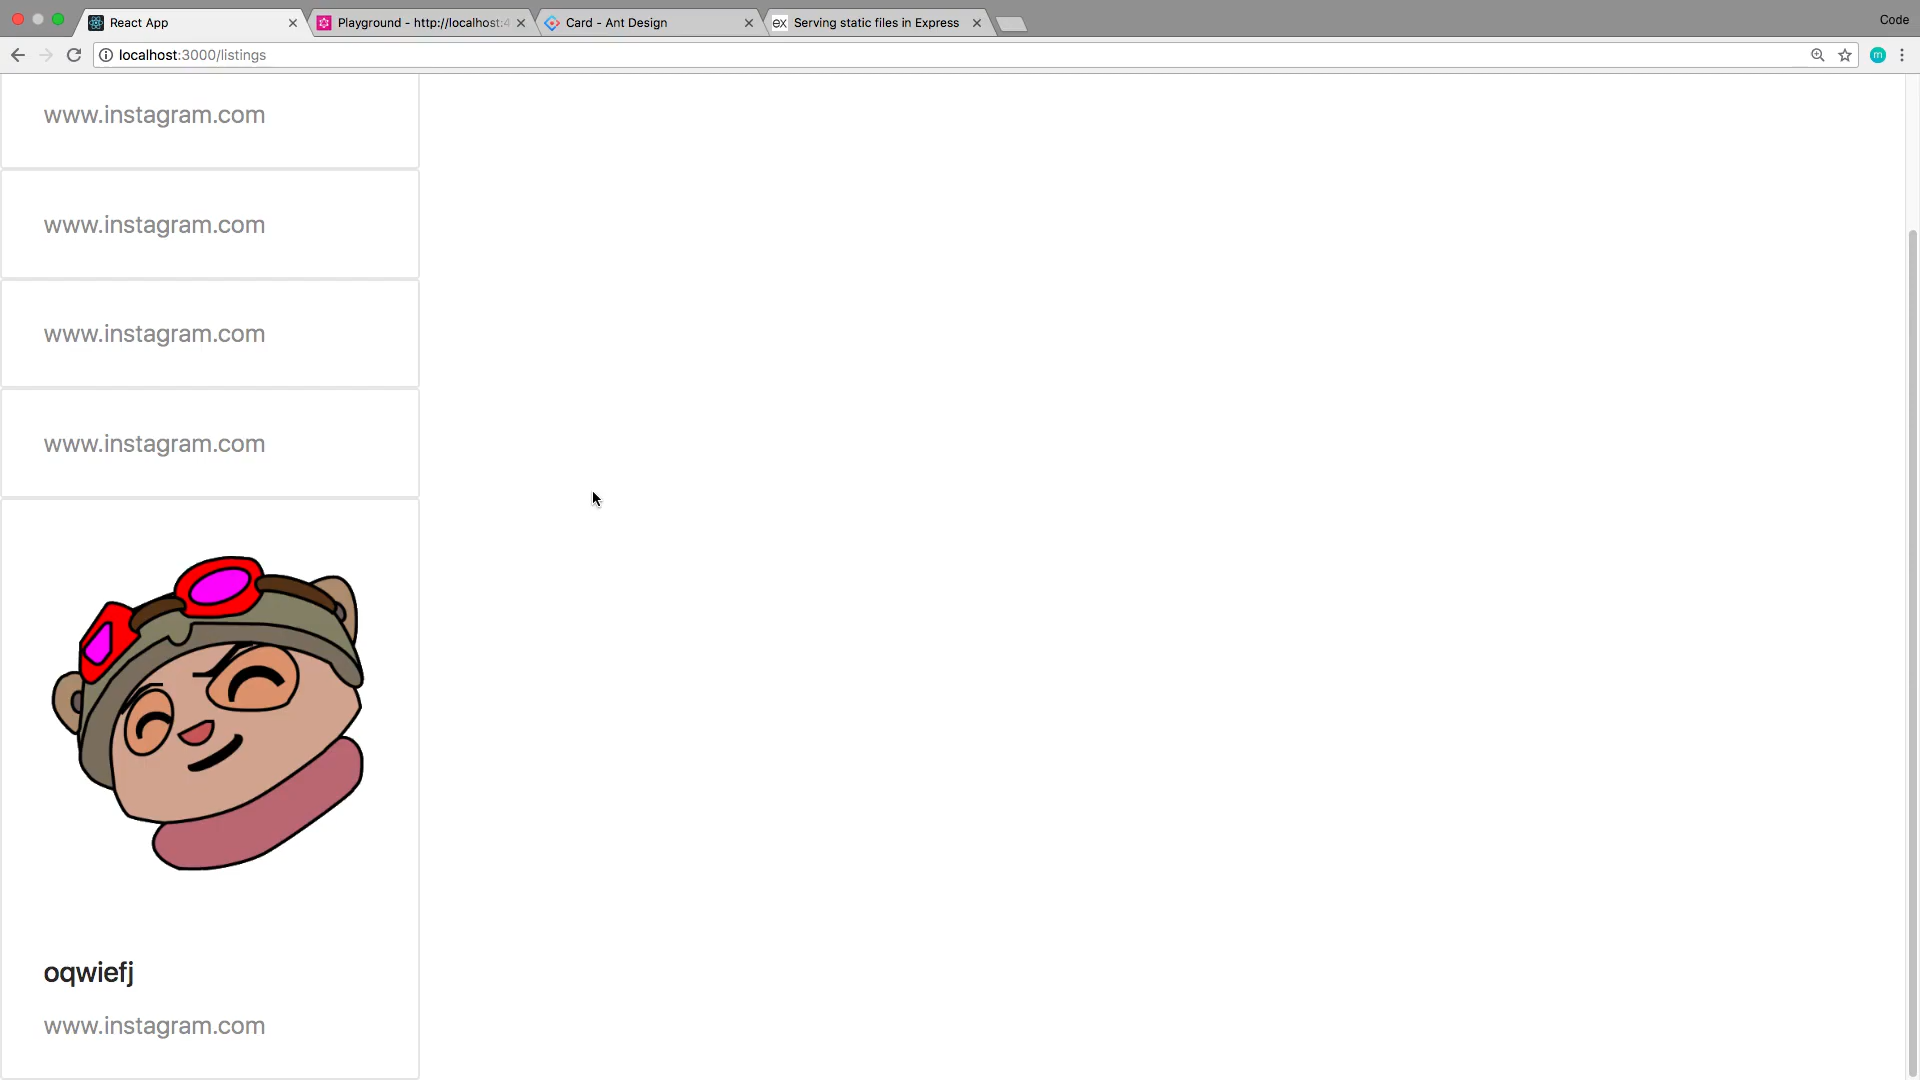 Code
React App
Playground - http://localhost:4
Card - Ant Design
ex Serving static files in Express
localhost:3000/listings
m
www.instagram.com
www.instagram.com
www.instagram.com
www.instagram.com
oqwiefj
www.instagram.com